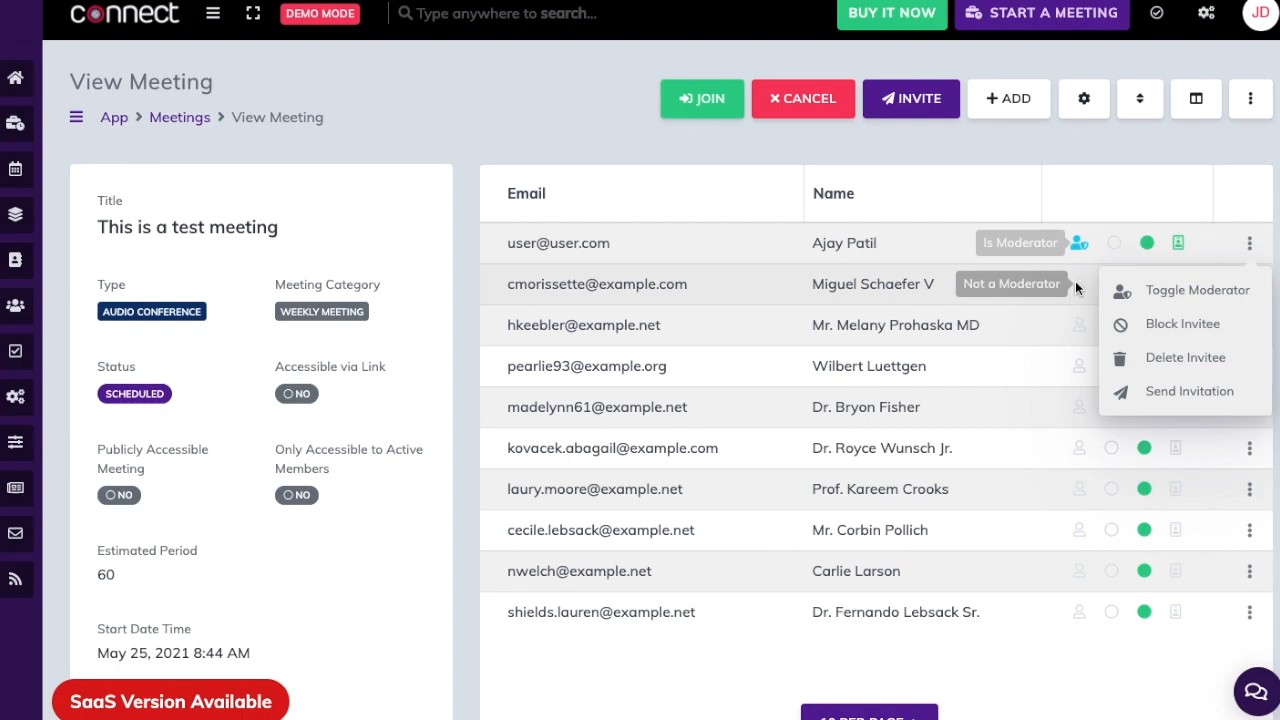 connect
DEMO MODE
Type anywhere to search...
BUY IT NOW
START A MEETING
JD
View Meeting
App > Meetings > View Meeting
JOIN
CANCEL
INVITE
ADD
Title
This is a test meeting
Type
Meeting Category
AUDIO CONFERENCE
WEEKLY MEETING
Status
Accessible via Link
SCHEDULED
NO
Publicly Accessible
Meeting
Only Accessible to Active
Members
NO
NO
Estimated Period
60
Start Date Time
May 25, 2021 8:44 AM
SaaS Version Available
Email
Name
user@user.com
Ajay Patil
Is Moderator
cmorissette@example.com
Miguel Schaefer V
Not a Moderator
hkeebler@example.net
Mr. Melany Prohaska MD
pearlie93@example.org
Wilbert Luettgen
madelynn61@example.net
Dr. Bryon Fisher
kovacek.abagail@example.com
Dr. Royce Wunsch Jr.
laury.moore@example.net
Prof. Kareem Crooks
cecile.lebsack@example.net
Mr. Corbin Pollich
nwelch@example.net
Carlie Larson
shields.lauren@example.net
Dr. Fernando Lebsack Sr.
Toggle Moderator
Block Invitee
Delete Invitee
Send Invitation
10 PER PAGE